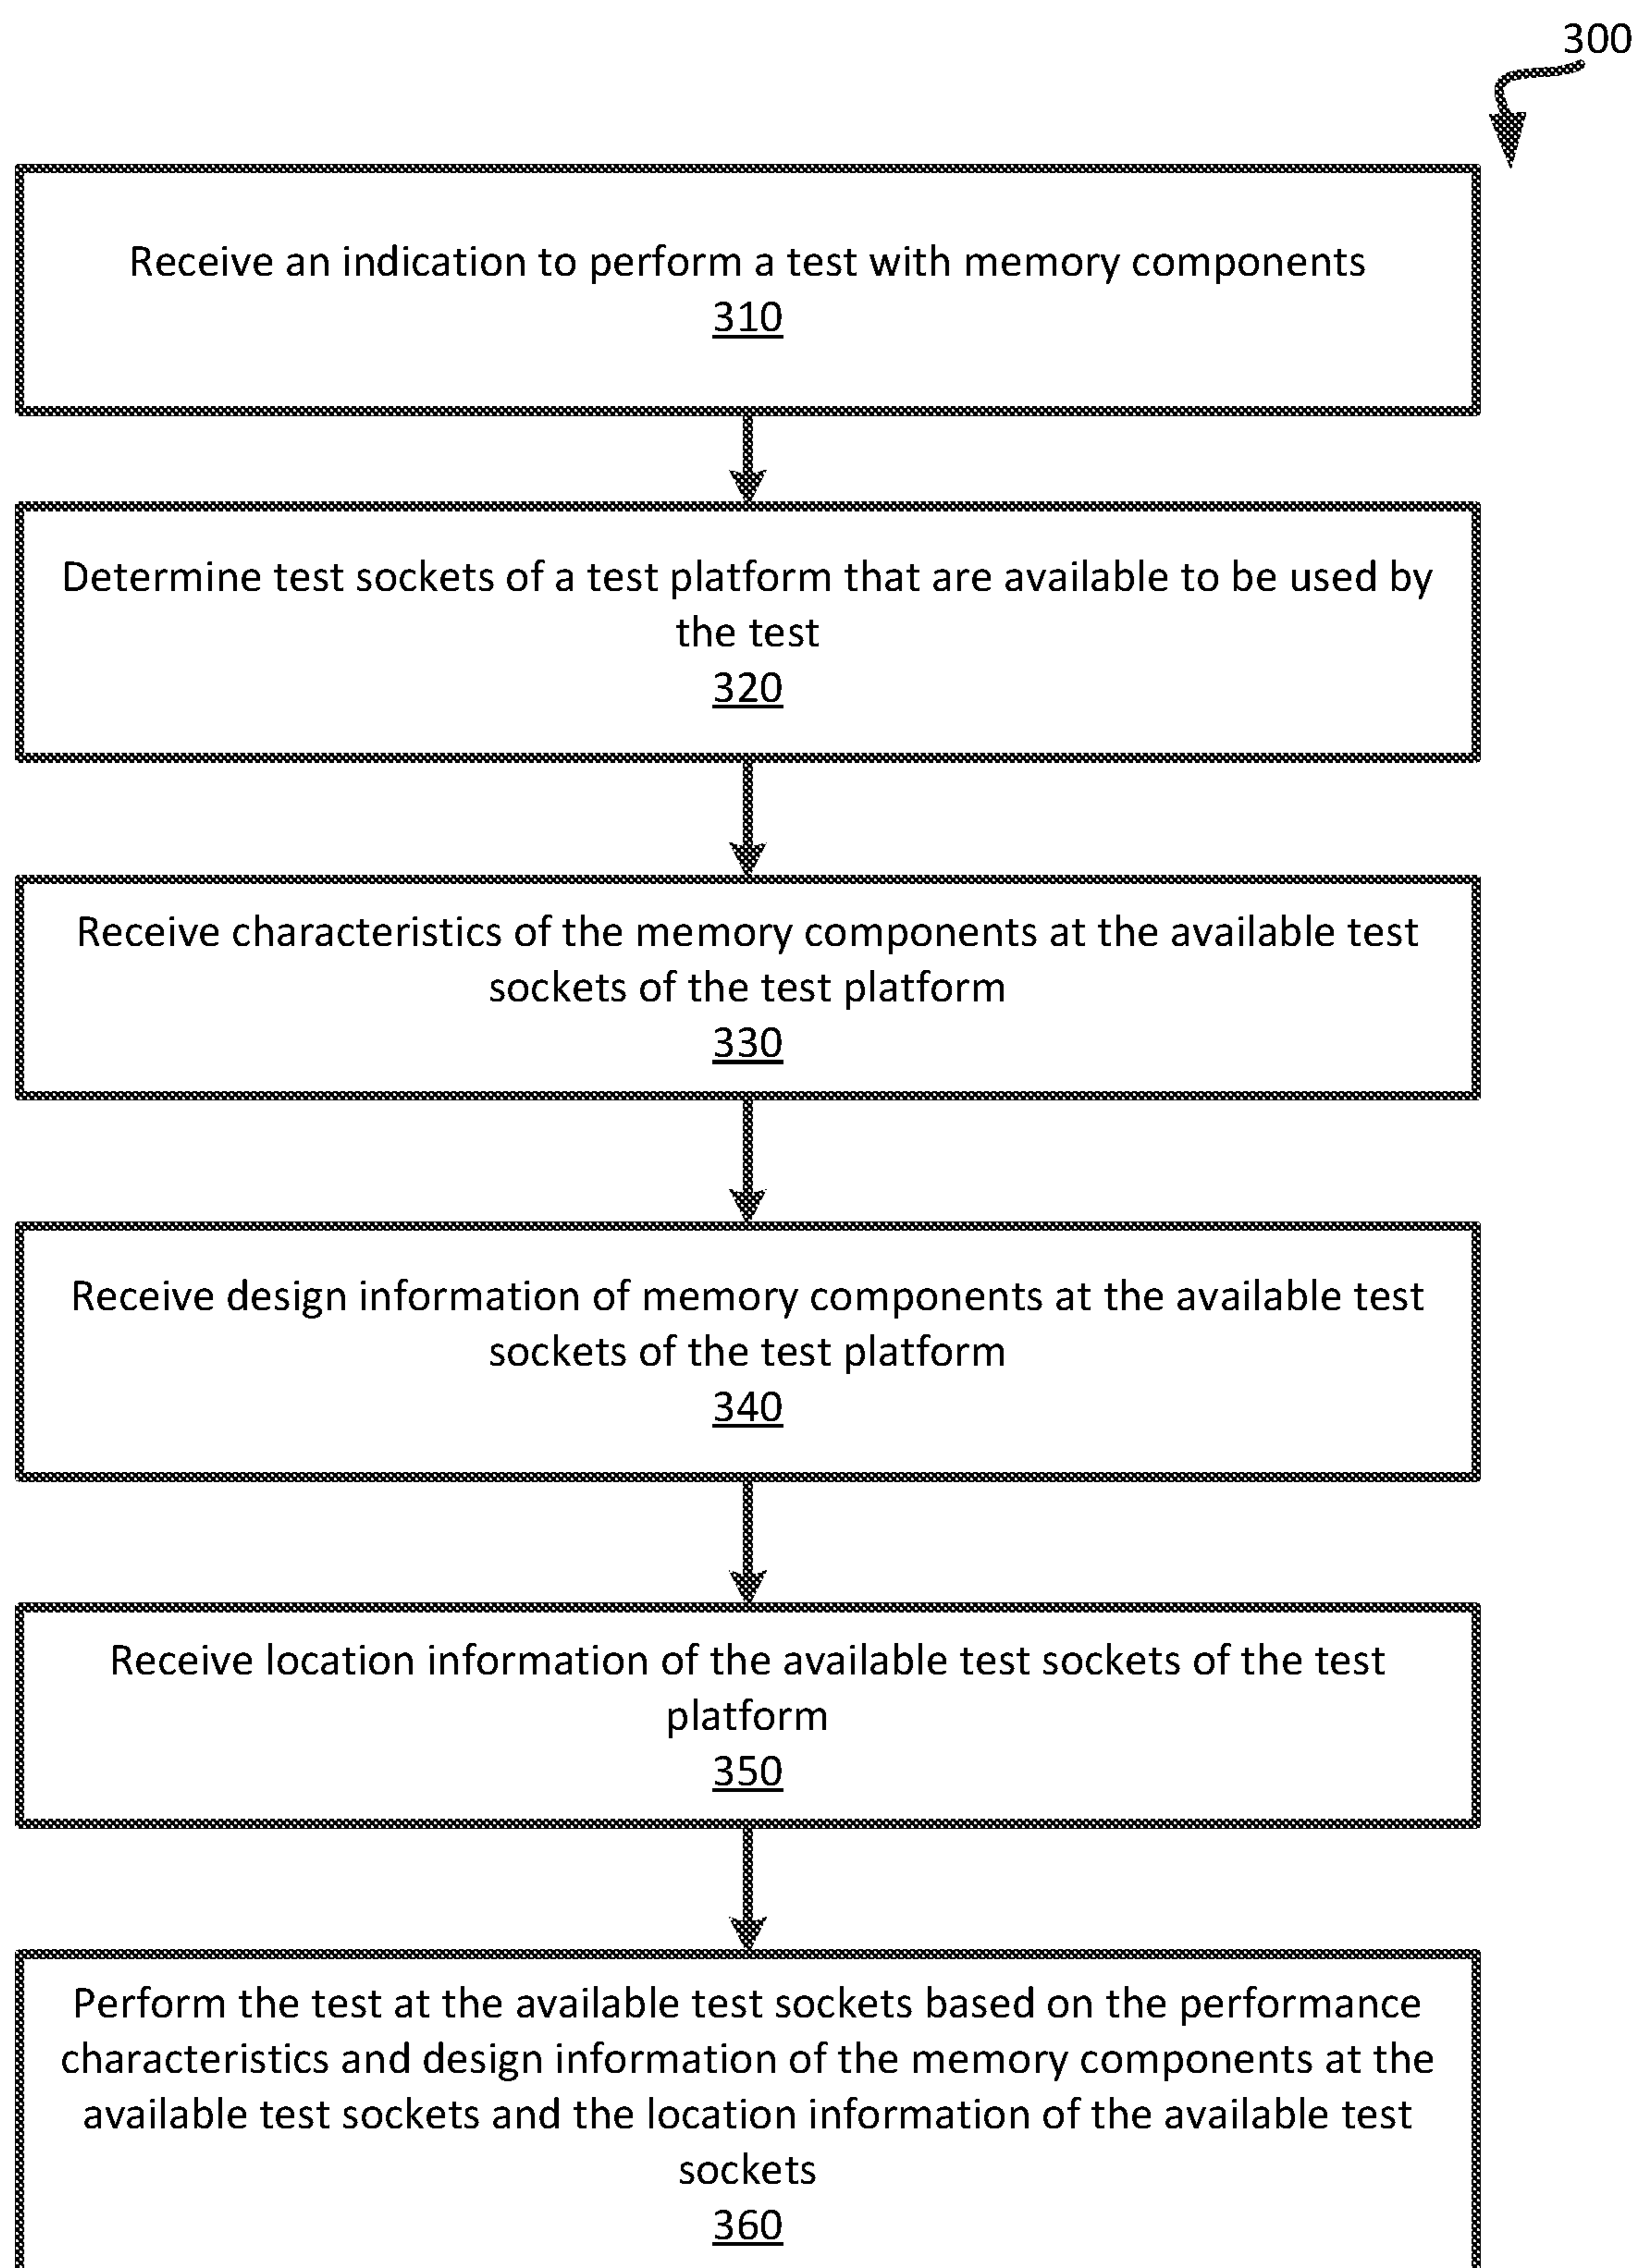 300
Receive an indication to perform a test with memory components
310
Determine test sockets of a test platform that are available to be used by
the test
320
Receive characteristics of the memory components at the available test
sockets of the test platform
330
Receive design information of memory components at the available test
sockets of the test platform
340
Receive location information of the available test sockets of the test
platform
350
Perform the test at the available test sockets based on the performance
characteristics and design information of the memory components at the
available test sockets and the location information of the available test
sockets
360